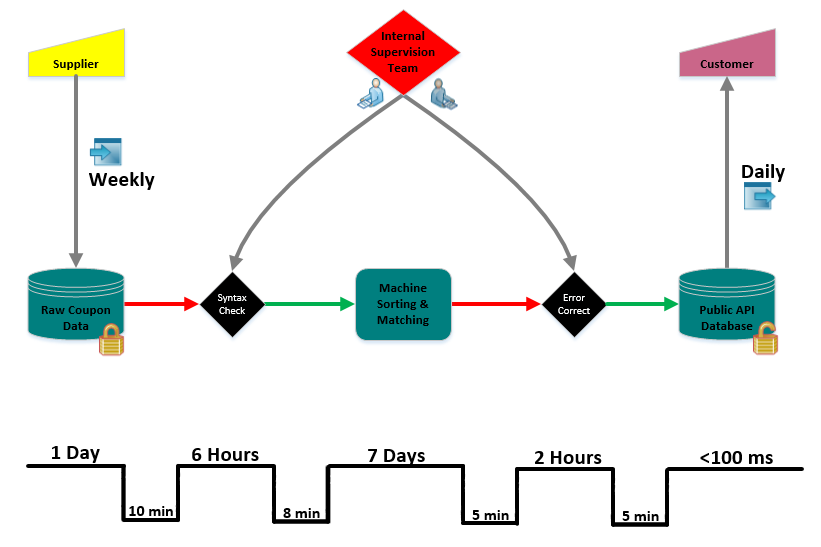 Supplier
Internal
Supervision
Team
Customer
Weekly
Daily
Raw Coupon
Data
Syntax
Check
Machine
Sorting &
Matching
Error
Correct
Public API
Database
1 Day
6 Hours
7 Days
2 Hours
<100 ms
10 min
8 min
5 min
5 min